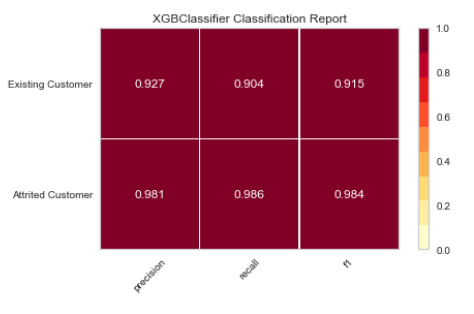 XGBClassifier Classification Report
1.0
Existing Customer 0.927 0.904 0.915
0.8
0.6
0.4
Attrited Customer 0.981 0.986 0.984
0.2
0.0
precision recall f1